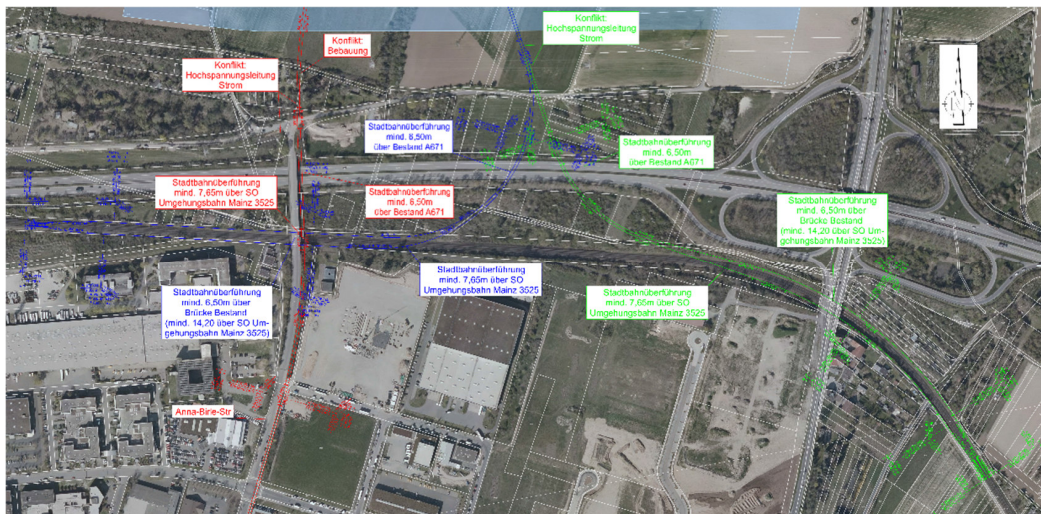 Konflikt:
Bebauung
Konflikt:
Hochspannungsleitung
Strom
Konflikt:
Hochspannungsleitung
Strom
Stadtbahnüberführung
mind. 6,50m
über Bestand A671
Stadtbahnüberführung
mind. 6,50m
über Bestand A671
Stadtbahnüberführung
mind. 7,65m über SO
Umgehungsbahn Mainz 3525
Stadtbahnüberführung
mind. 6,50m
über Bestand A671
Stadtbahnüberführung
mind. 6,50m über
Brücke Bestand
(mind. 14,20 über SO Um-
gehungsbahn Mainz 3525)
Stadtbahnüberführung
mind. 6,50m über
Brücke Bestand
(mind. 14,20 über SO Um-
gehungsbahn Mainz 3525)
Stadtbahnüberführung
mind. 7,65m über SO
Umgehungsbahn Mainz 3525
Stadtbahnüberführung
mind. 7,65m über SO
Umgehungsbahn Mainz 3525
Anna-Birle-Str